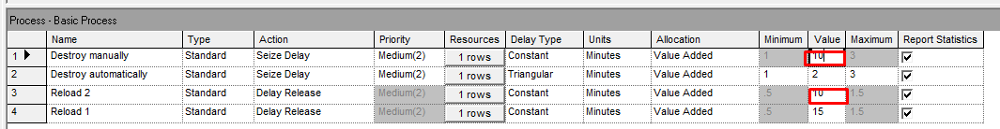 Process - Basic Process
Name Type Action Priority Resources Delay Type Units Allocation Minimum Value Maximum Report Statistics
1 Destroy manually Standard Seize Delay Medium(2) 1 rows Constant Minutes Value Added 1 10 3
2 Destroy automatically Standard Seize Delay Medium(2) 1 rows Triangular Minutes Value Added 1 2 3
3 Reload 2 Standard Delay Release Medium(2) 1 rows Constant Minutes Value Added .5 10 1.5
4 Reload 1 Standard Delay Release Medium(2) 1 rows Constant Minutes Value Added .5 15 1.5